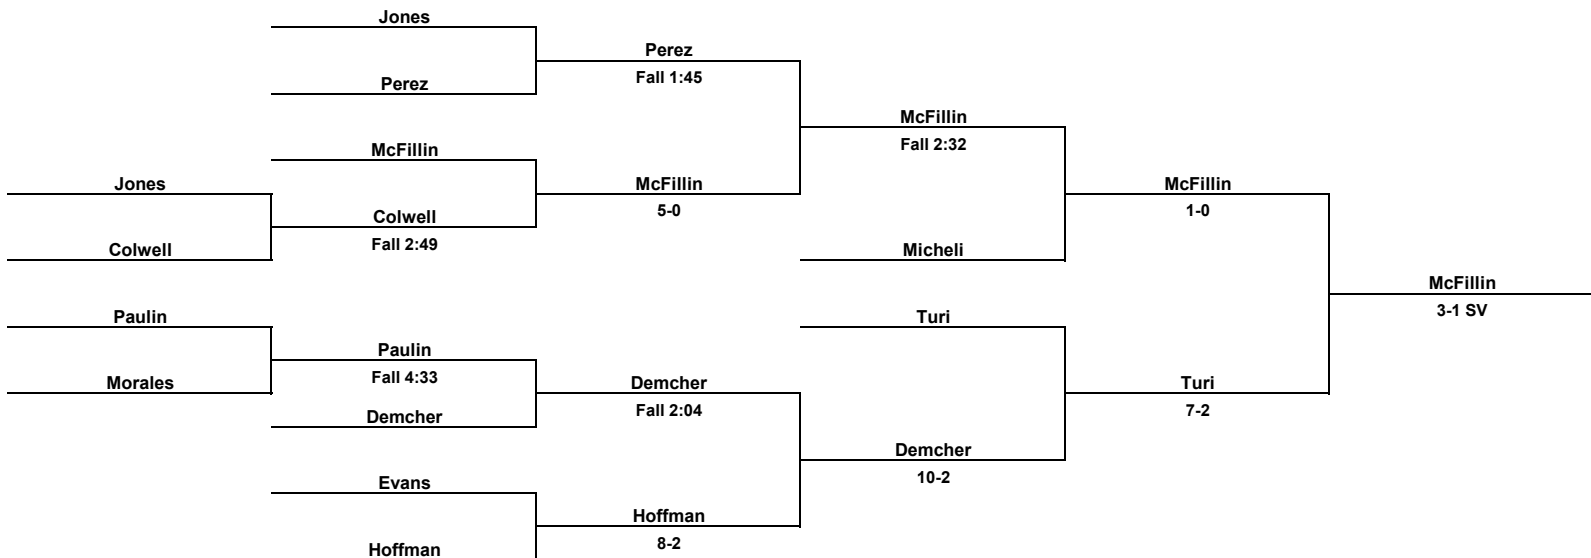 Jones
Perez
Perez
Fall 1:45
McFillin
McFillin
Fall 2:32
Jones
McFillin
McFillin
Colwell
5-0
1-0
Colwell
Fall 2:49
Micheli
McFillin
3-1 SV
Paulin
Turi
Paulin
Morales
Fall 4:33
Demcher
Turi
Demcher
Fall 2:04
7-2
Demcher
10-2
Evans
Hoffman
Hoffman
8-2